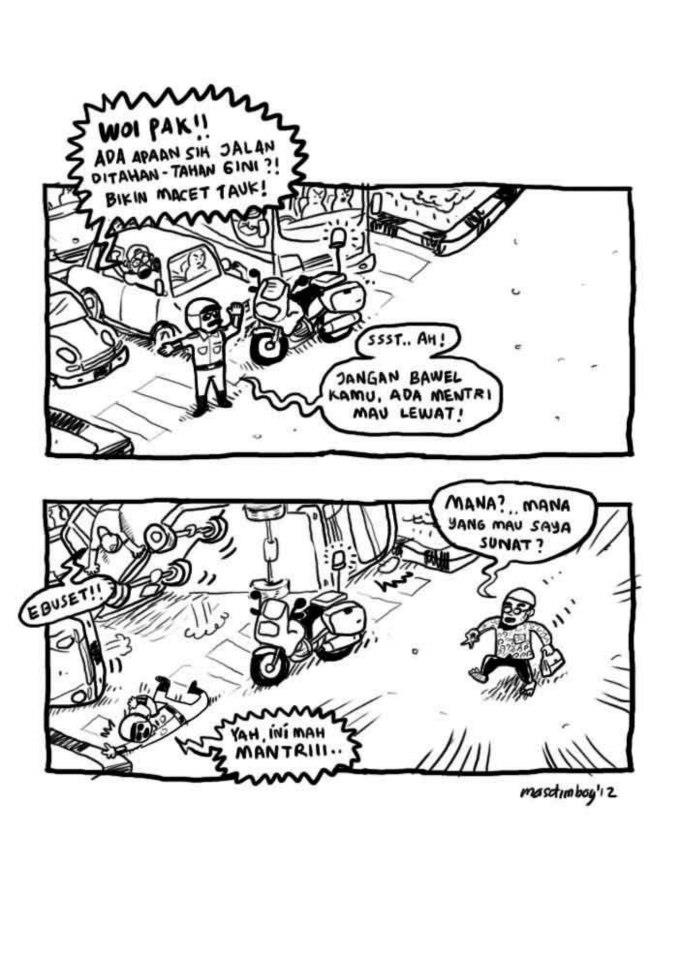 WOI PAK!!
ADA APAAN SIH JALAN
DITAHAN-TAHAN GINI?!
BIKIN MACET TAUK!
SSST.. AH!
JANGAN BAWEL
KAMU, ADA MENTRI
MAU LEWAT!
MANA?.. MANA
YANG MAU SAYA
SUNAT?
EBUSET!!
YAH, INI MAH
MANTRIII..
masdimboy'12